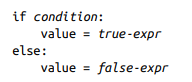 if condition:
    value = true-expr
else:
    value = false-expr